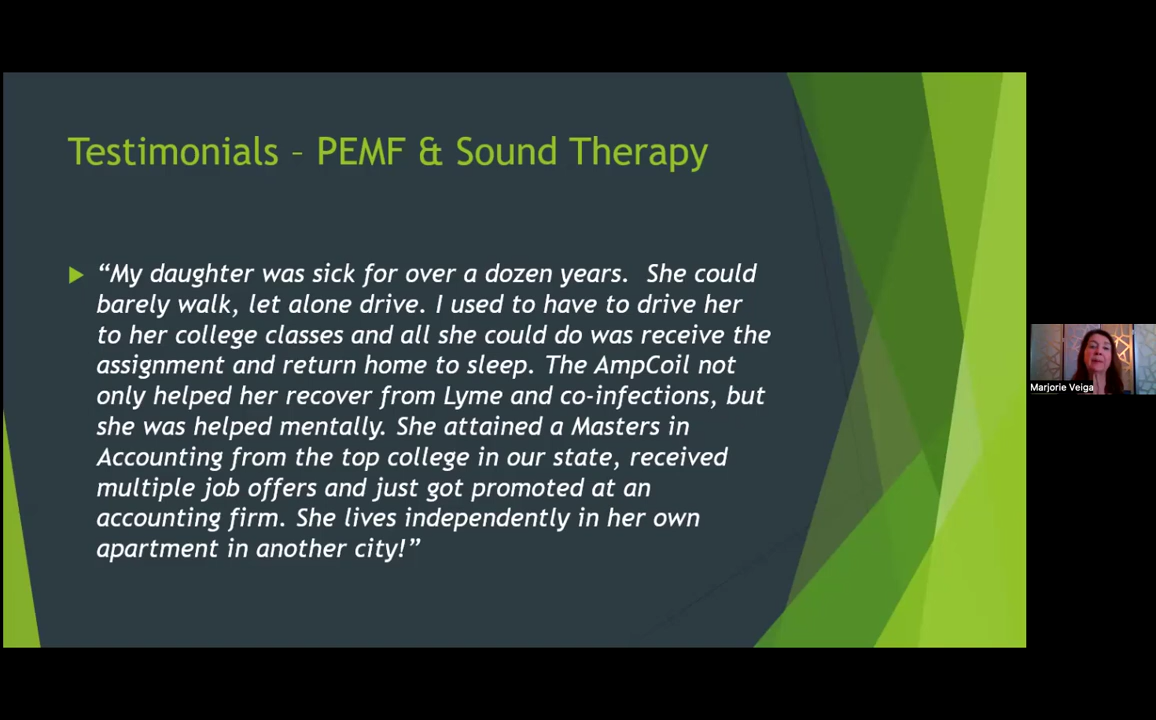 Testimonials – PEMF & Sound Therapy
“My daughter was sick for over a dozen years.  She could
barely walk, let alone drive. I used to have to drive her
to her college classes and all she could do was receive the
assignment and return home to sleep. The AmpCoil not
only helped her recover from Lyme and co-infections, but
she was helped mentally. She attained a Masters in
Accounting from the top college in our state, received
multiple job offers and just got promoted at an
accounting firm. She lives independently in her own
apartment in another city!”
Marjorie Veiga